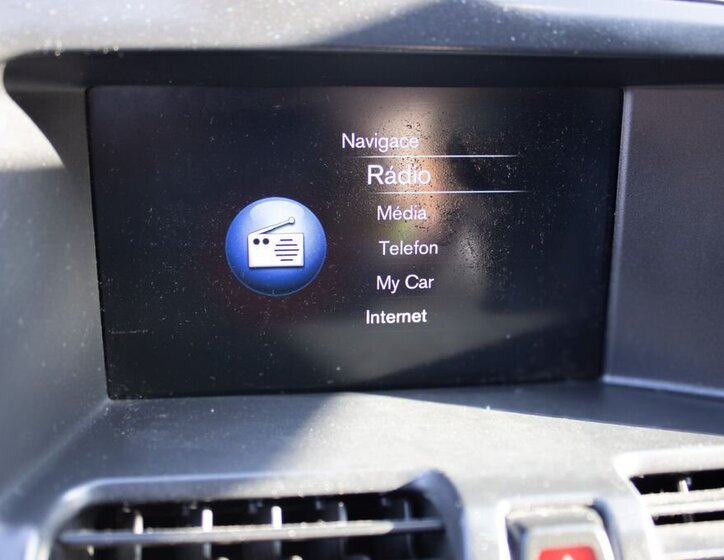 Navigace
Rádio
Média
Telefon
My Car
Internet